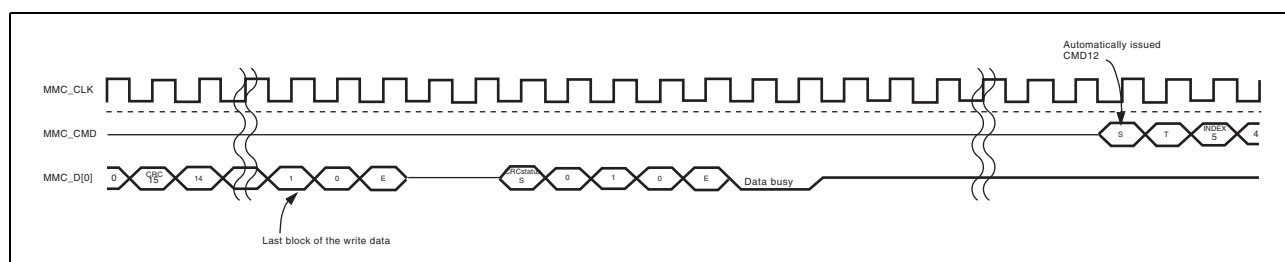 Automatically issued
CMD12
MMC_CLK
MMC_CMD
S T INDEX 5 4
MMC_D[0]
0 CRC 15 14 1 0 E CRCstatus S 0 1 0 E Data busy
Last block of the write data